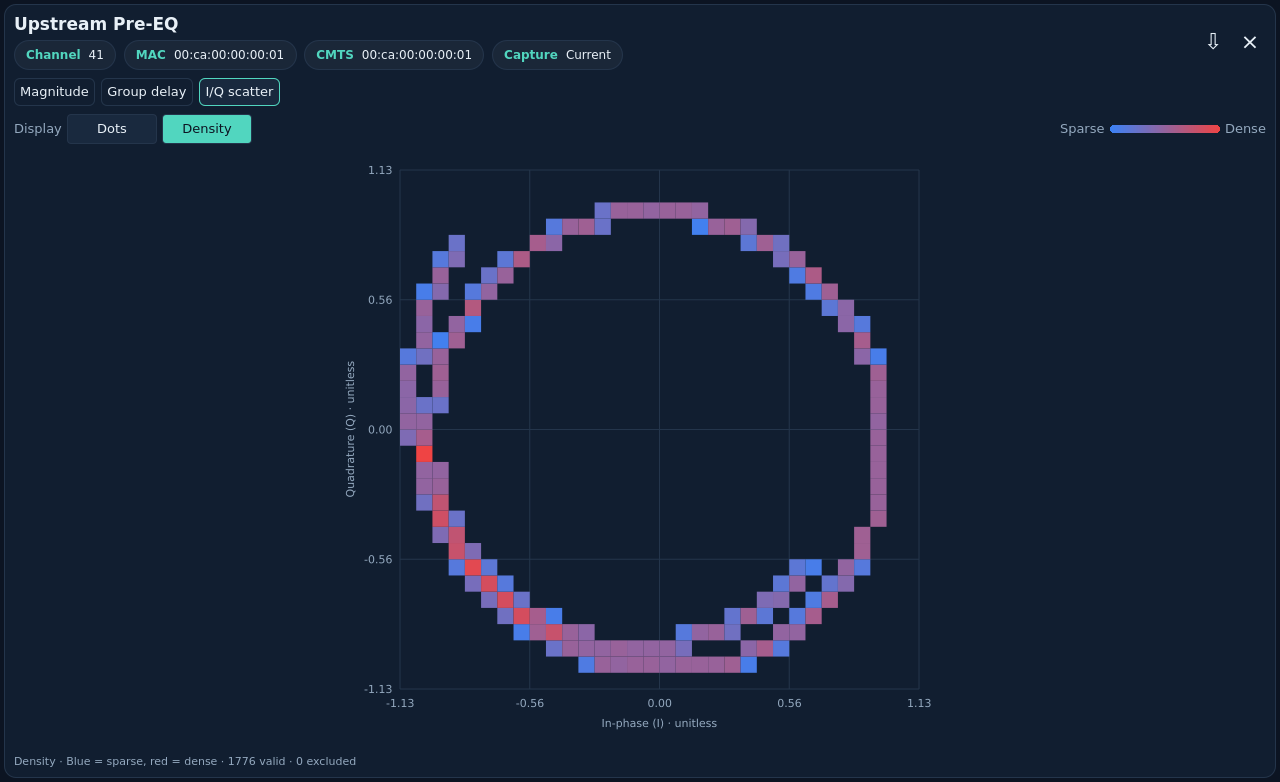 Upstream Pre-EQ
Channel 41 MAC 00:ca:00:00:00:01 CMTS 00:ca:00:00:00:01 Capture Current
⇩ ×
Magnitude Group delay I/Q scatter
Display Dots Density Sparse Dense
1.13
0.56
0.00
-0.56
-1.13
Quadrature (Q) · unitless
-1.13 -0.56 0.00 0.56 1.13
In-phase (I) · unitless
Density · Blue = sparse, red = dense · 1776 valid · 0 excluded